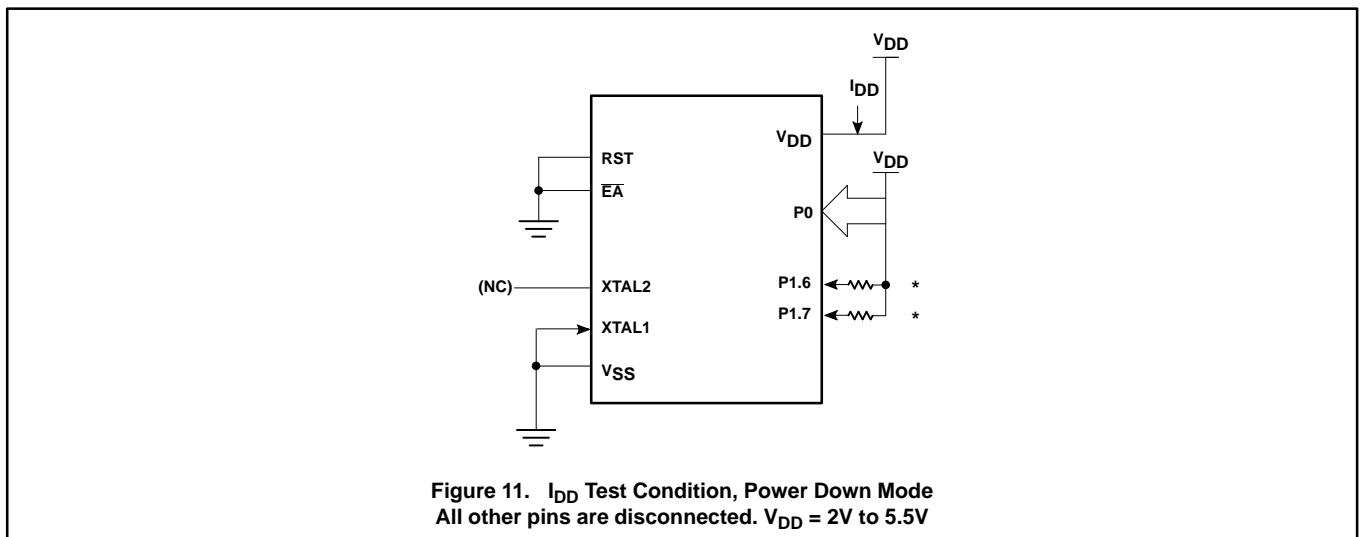 VDD
IDD
VDD
VDD
RST
EA
P0
(NC)
XTAL2
P1.6
*
P1.7
*
XTAL1
VSS
Figure 11. IDD Test Condition, Power Down Mode
All other pins are disconnected. VDD = 2V to 5.5V